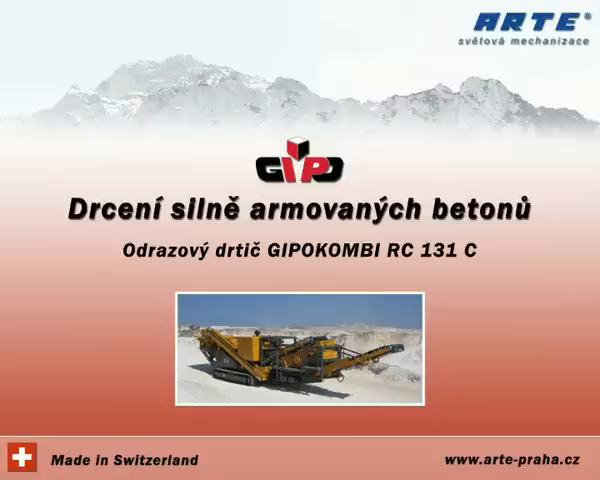 ARTE®
světová mechanizace
GIPO
Drcení silně armovaných betonů
Odrazový drtič GIPOKOMBI RC 131 C
Made in Switzerland
www.arte-praha.cz